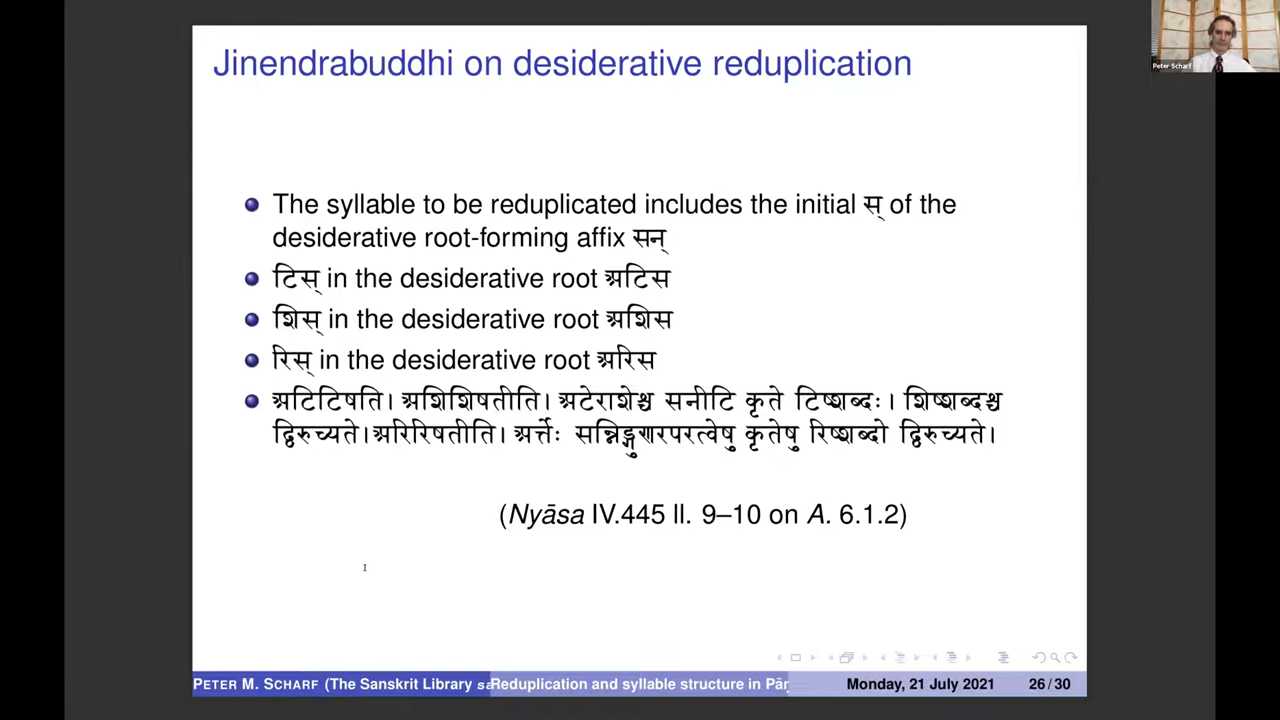 Peter Scharf
Jinendrabuddhi on desiderative reduplication
The syllable to be reduplicated includes the initial स् of the
desiderative root-forming affix सन्
टिस् in the desiderative root अटिस
शिस् in the desiderative root अशिस
रिस् in the desiderative root अरिस
अटिटिषति। अशिशिषतीति। अटेराशेश्च सनीटि कृते टिष्शब्दः। शिष्शब्दश्च
द्विरुच्यते।अरिरिषतीति। अर्त्तेः सन्निड्गुणरपरत्वेषु कृतेषु रिष्शब्दो द्विरुच्यते।
(Nyāsa IV.445 ll. 9–10 on A. 6.1.2)
PETER M. SCHARF (The Sanskrit Library Reduplication and syllable structure in Monday, 21 July 2021 26 / 30